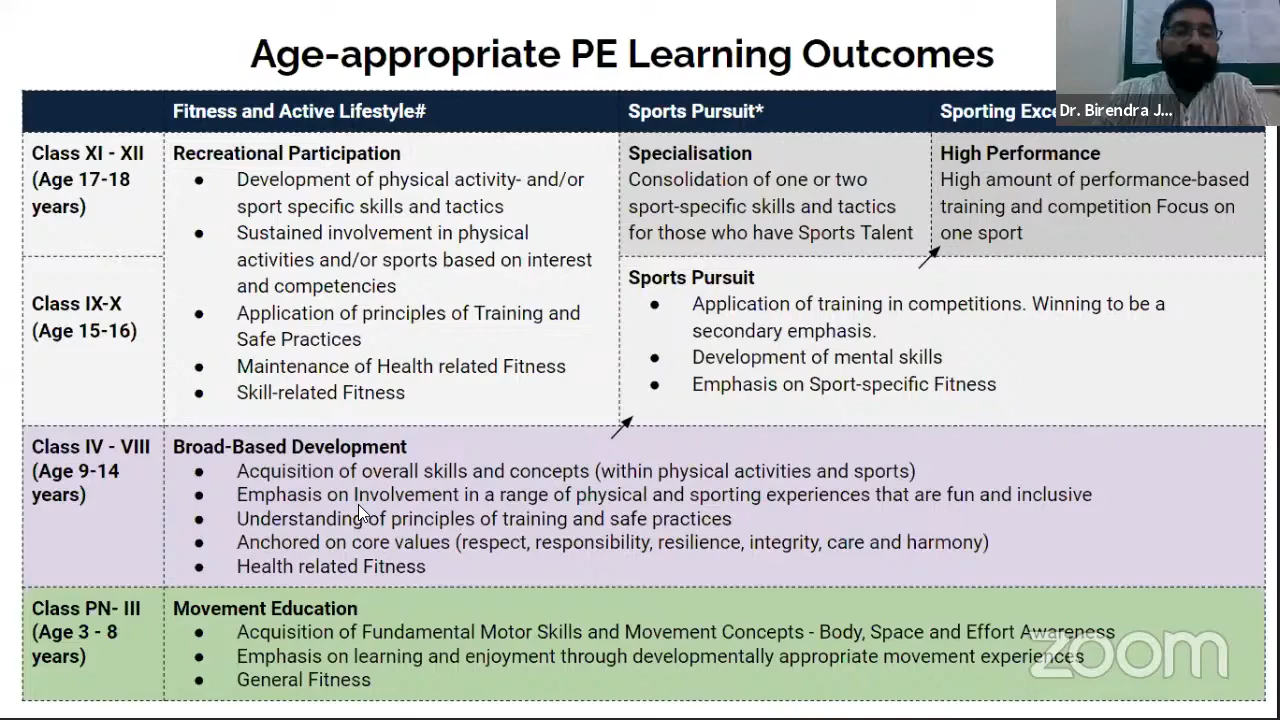 Age-appropriate PE Learning Outcomes
Fitness and Active Lifestyle#
Sports Pursuit*
Sporting
Dr. Birendra J...
Class XI - XII
(Age 17-18
years)
Recreational Participation
● Development of physical activity- and/or
sport specific skills and tactics
● Sustained involvement in physical
activities and/or sports based on interest
and competencies
● Application of principles of Training and
Safe Practices
● Maintenance of Health related Fitness
● Skill-related Fitness
Specialisation
Consolidation of one or two
sport-specific skills and tactics
for those who have Sports Talent
High Performance
High amount of performance-based
training and competition Focus on
one sport
Class IX-X
(Age 15-16)
Sports Pursuit
● Application of training in competitions. Winning to be a
secondary emphasis.
● Development of mental skills
● Emphasis on Sport-specific Fitness
Class IV - VIII
(Age 9-14
years)
Broad-Based Development
● Acquisition of overall skills and concepts (within physical activities and sports)
● Emphasis on Involvement in a range of physical and sporting experiences that are fun and inclusive
● Understanding of principles of training and safe practices
● Anchored on core values (respect, responsibility, resilience, integrity, care and harmony)
● Health related Fitness
Class PN- III
(Age 3 - 8
years)
Movement Education
● Acquisition of Fundamental Motor Skills and Movement Concepts - Body, Space and Effort Awareness
● Emphasis on learning and enjoyment through developmentally appropriate movement experiences
● General Fitness
zoom